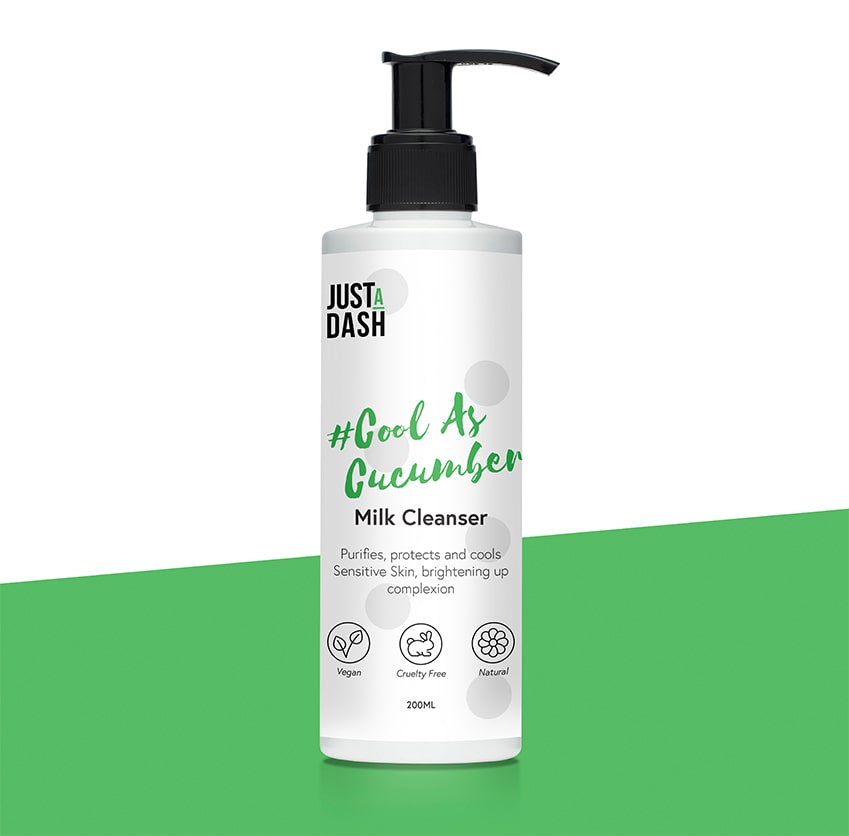 JUST A
DASH
#Cool As
Cucumber
Milk Cleanser
Purifies, protects and cools
Sensitive Skin, brightening up
complexion
Vegan
Cruelty Free
Natural
200ML